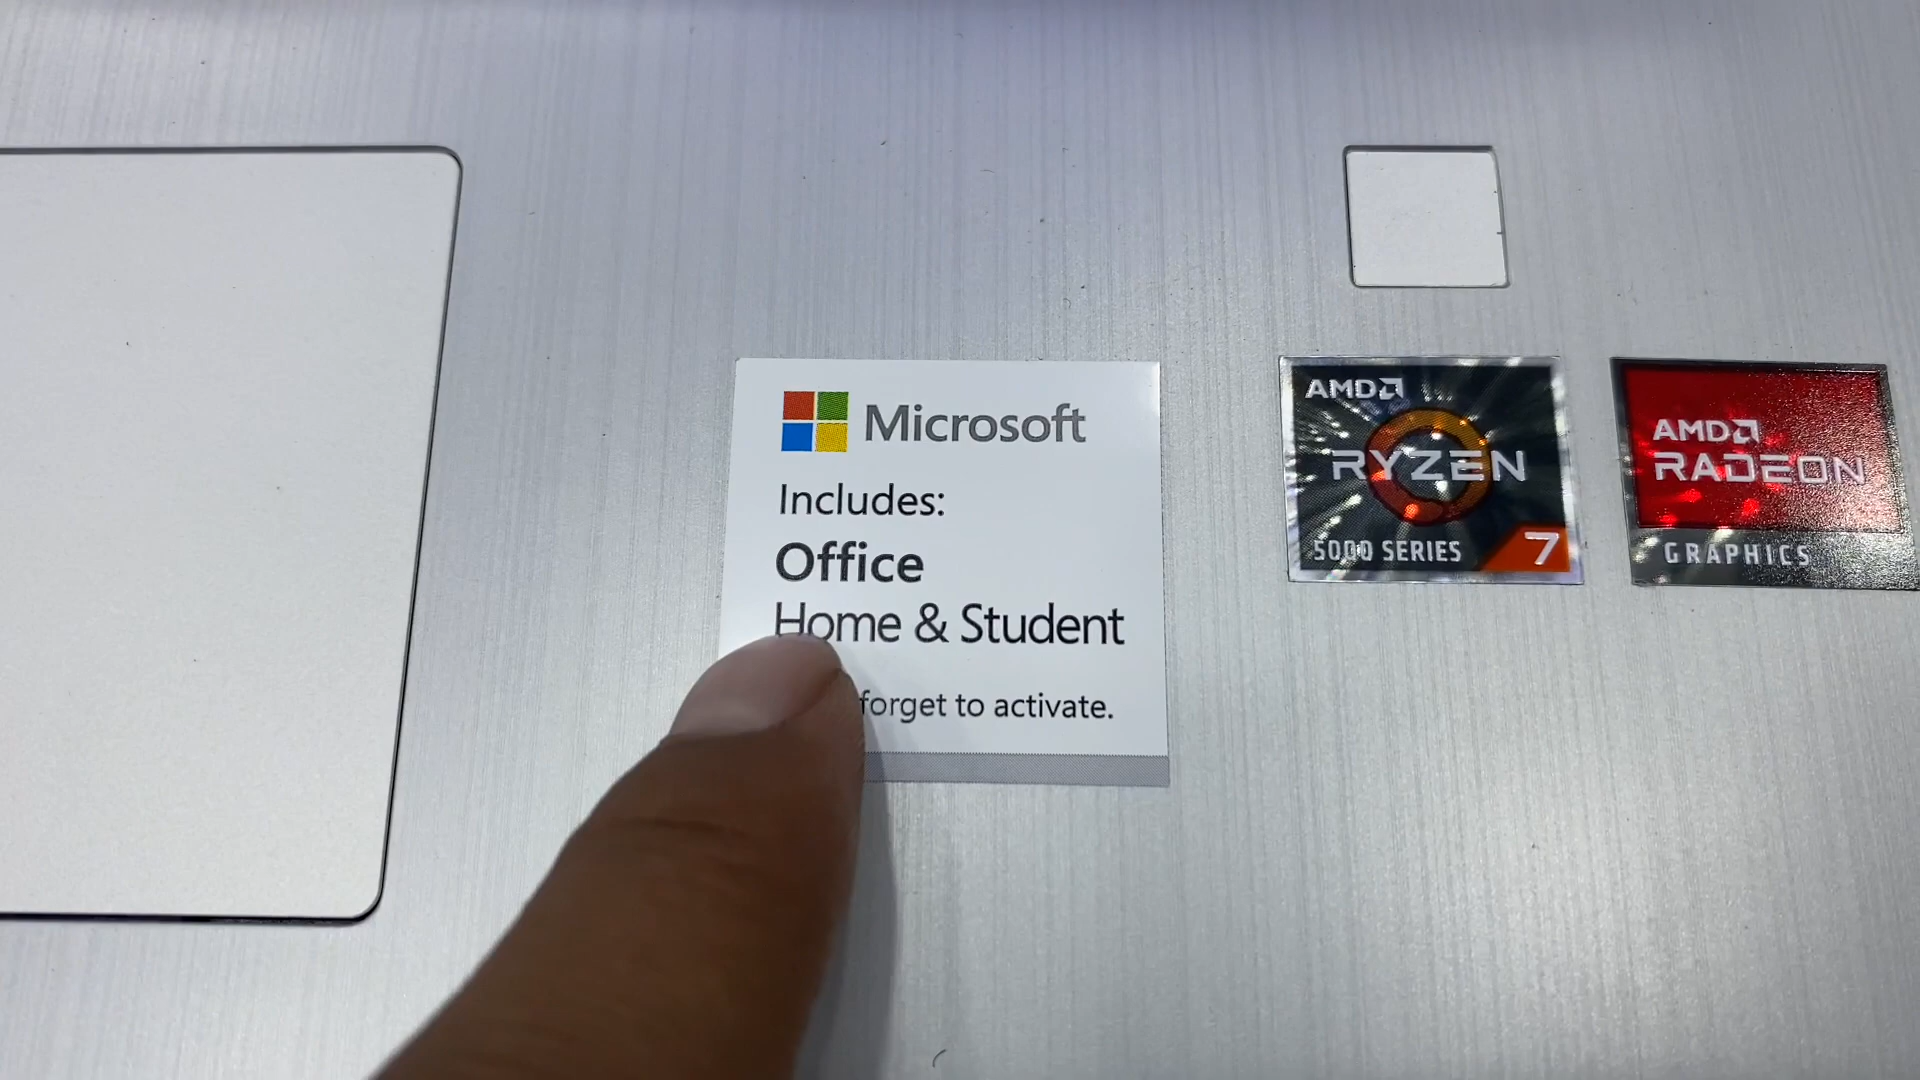 Microsoft
Includes:
Office
Home & Student
forget to activate.
AMD
RYZEN
5000 SERIES 7
AMD
RADEON
GRAPHICS